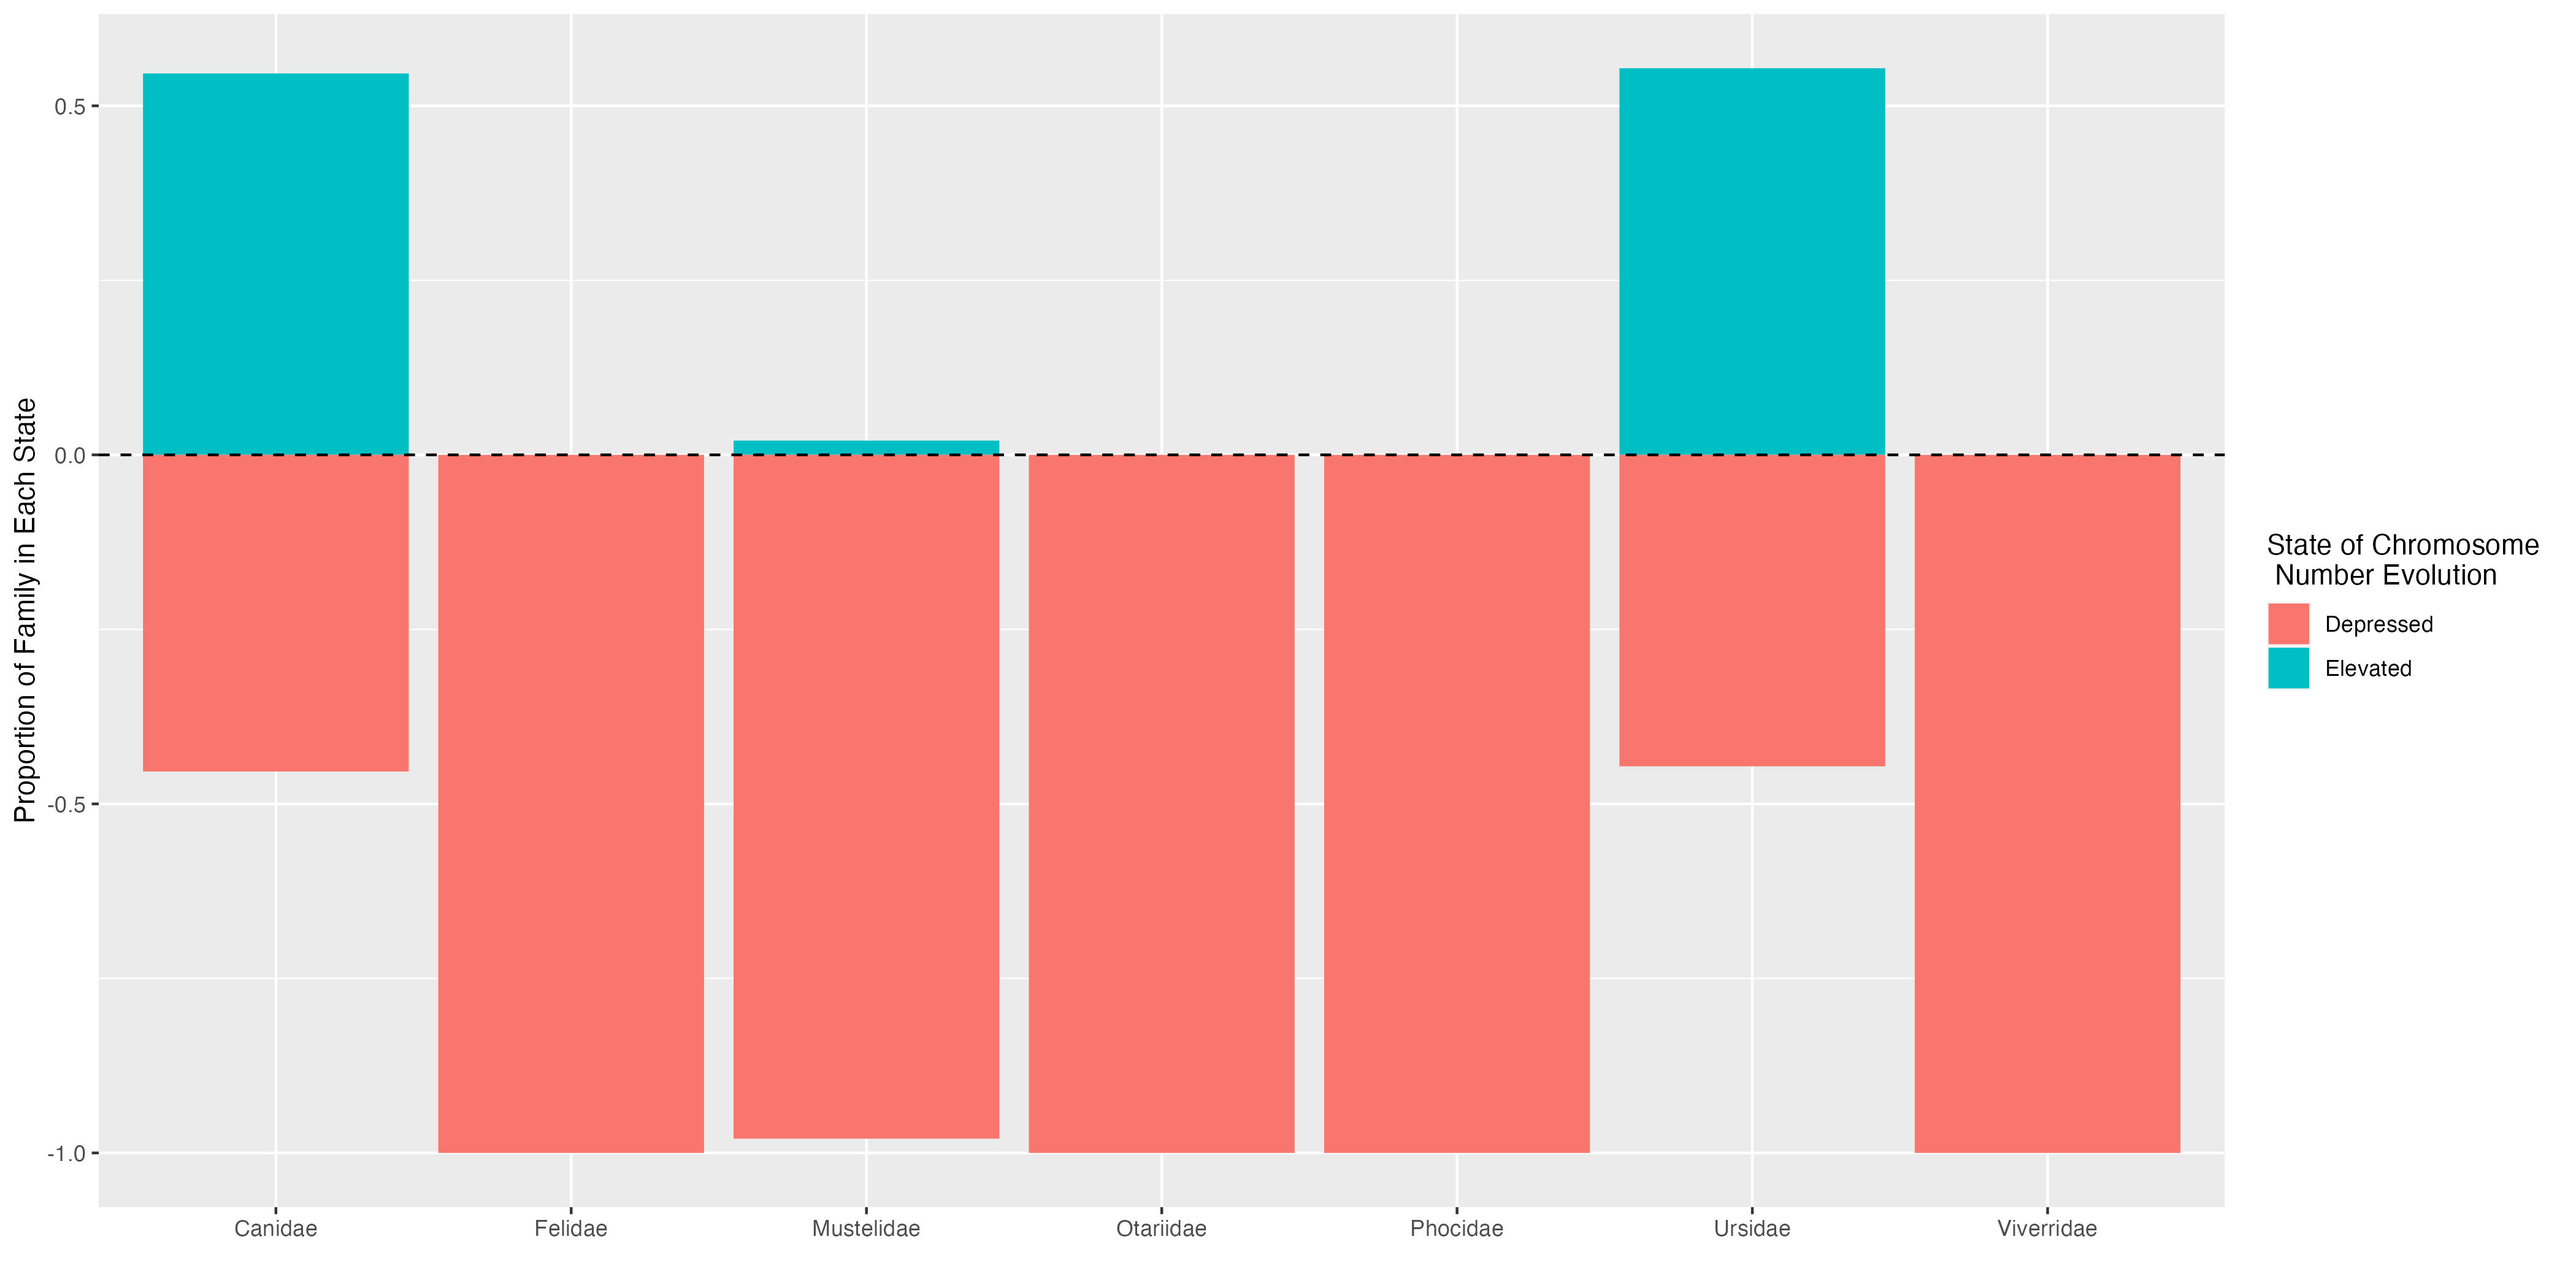 Proportion of Family in Each State
0.5
0.0
-0.5
-1.0
Canidae
Felidae
Mustelidae
Otariidae
Phocidae
Ursidae
Viverridae
State of Chromosome
Number Evolution
Depressed
Elevated